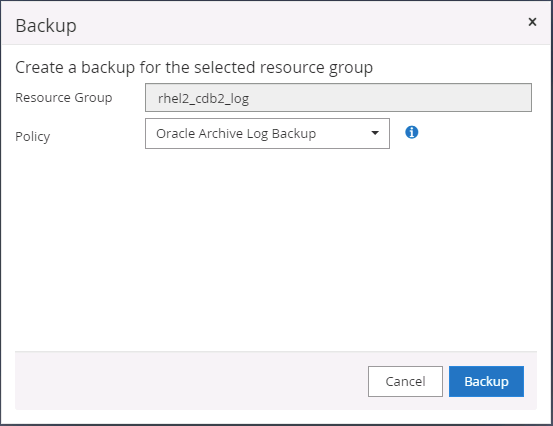 Backup
×
Create a backup for the selected resource group
Resource Group
rhel2_cdb2_log
Policy
Oracle Archive Log Backup
i
Cancel
Backup